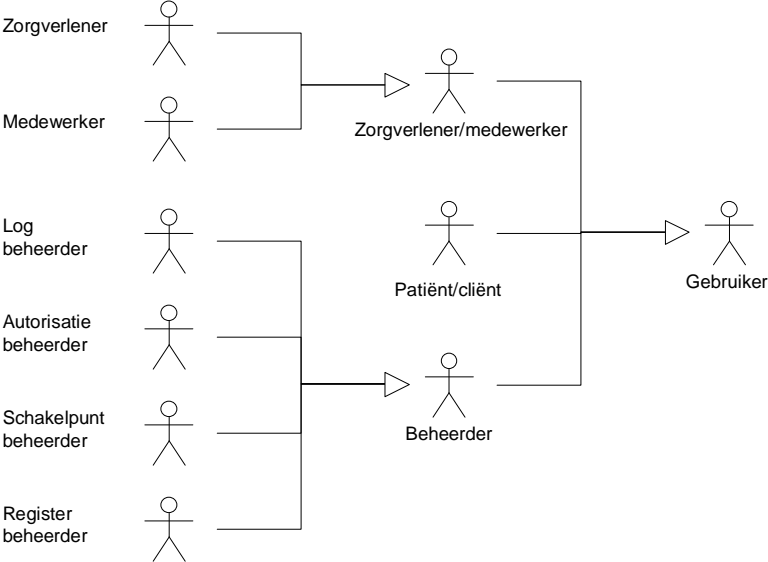 Zorgverlener
Medewerker
Zorgverlener/medewerker
Log
beheerder
Patiënt/cliënt
Gebruiker
Autorisatie
beheerder
Schakelpunt
beheerder
Beheerder
Register
beheerder